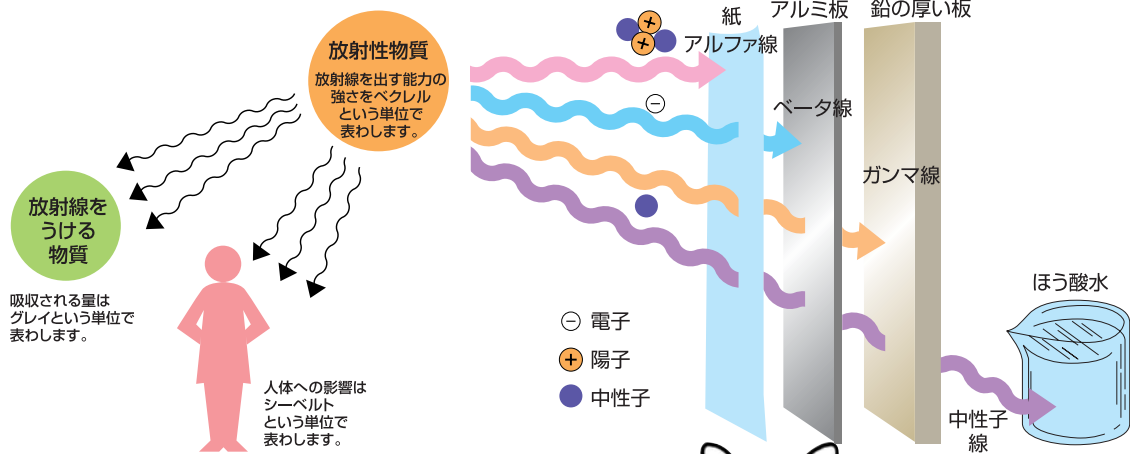 放射性物質
放射線を出す能力の
強さをベクレル
という単位で
表わします。
放射線を
うける
物質
吸収される量は
グレイという単位で
表わします。
人体への影響は
シーベルト
という単位で
表わします。
紙
アルミ板
鉛の厚い板
アルファ線
ベータ線
ガンマ線
ほう酸水
中性子
線
電子
陽子
中性子